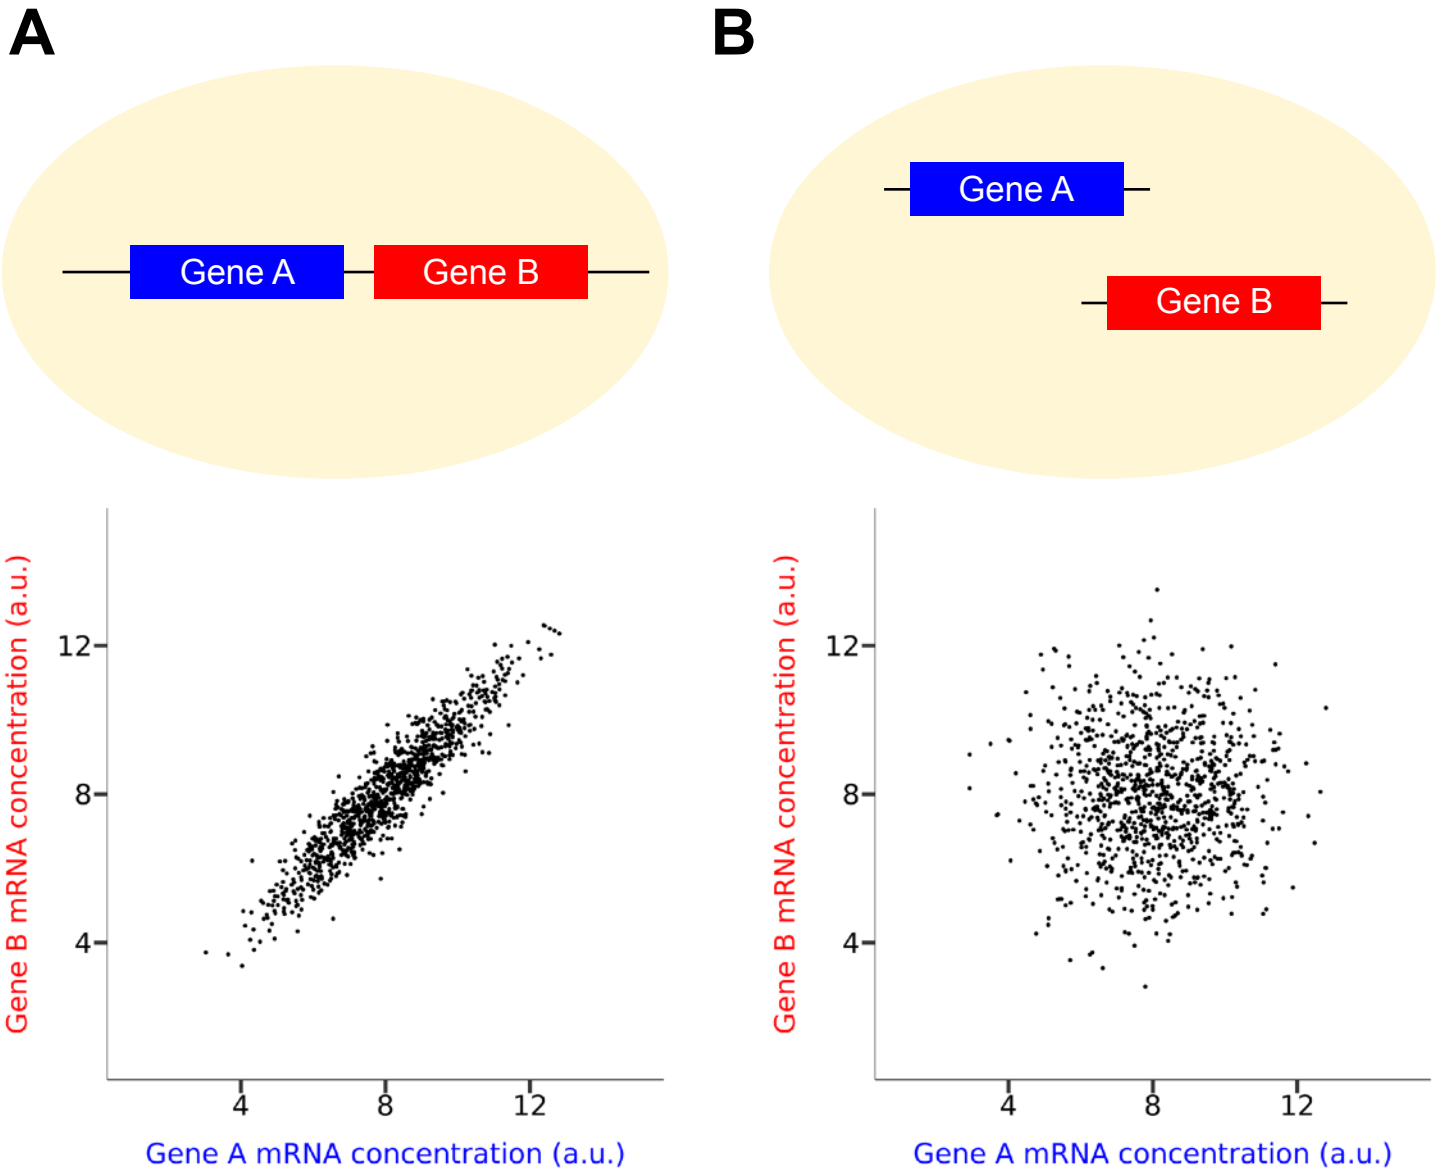 A
B
Gene A
Gene B
Gene A
Gene B
Gene B mRNA concentration (a.u.)
12
8
4
4 8 12
Gene A mRNA concentration (a.u.)
Gene B mRNA concentration (a.u.)
12
8
4
4 8 12
Gene A mRNA concentration (a.u.)